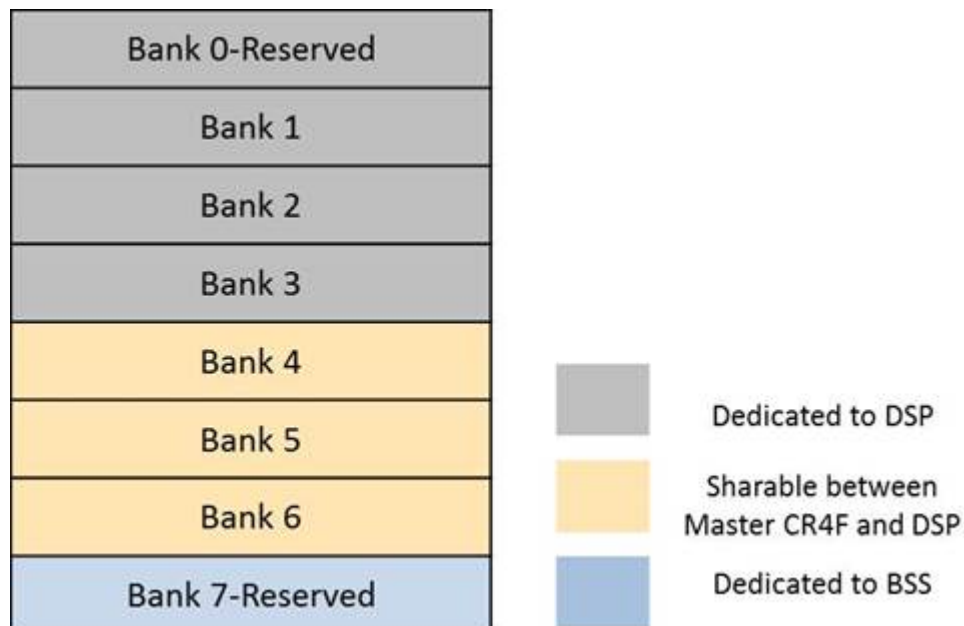 Bank 0-Reserved
Bank 1
Bank 2
Bank 3
Bank 4
Bank 5
Bank 6
Bank 7-Reserved
Dedicated to DSP
Sharable between
Master CR4F and DSP
Dedicated to BSS